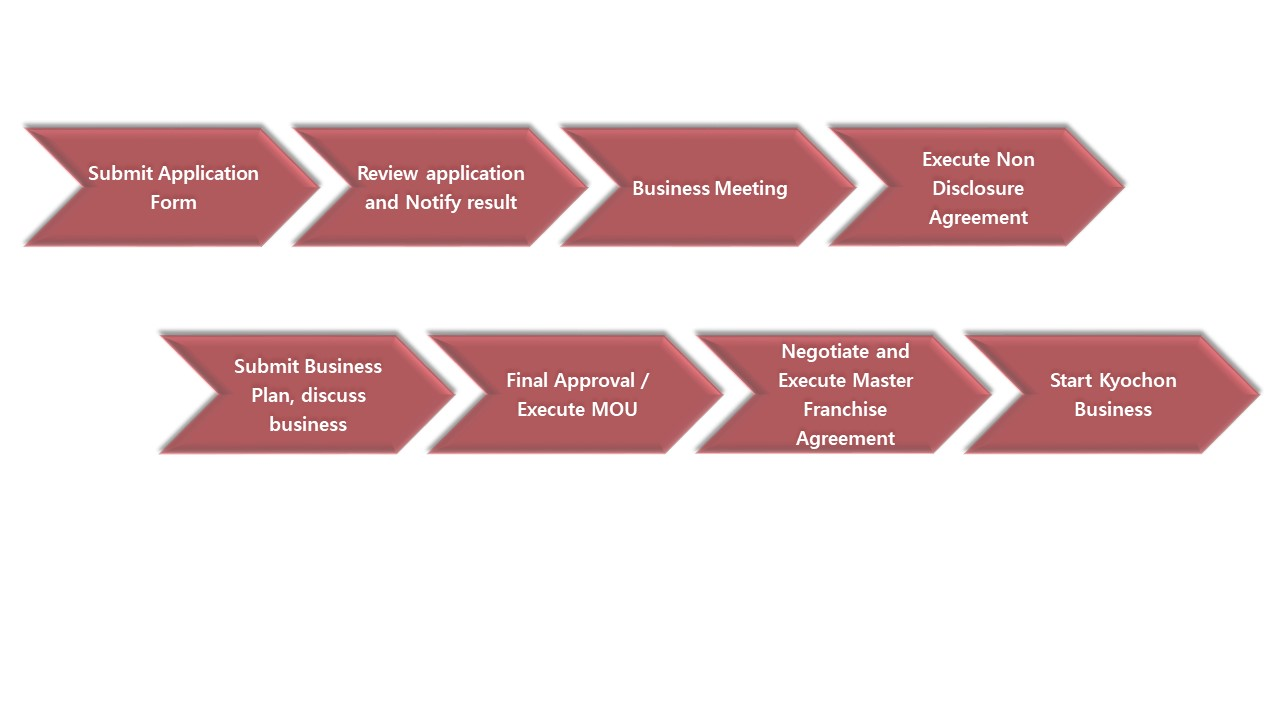 Submit Application
Form
Review application
and Notify result
Business Meeting
Execute Non
Disclosure
Agreement
Submit Business
Plan, discuss
business
Final Approval /
Execute MOU
Negotiate and
Execute Master
Franchise
Agreement
Start Kyochon
Business